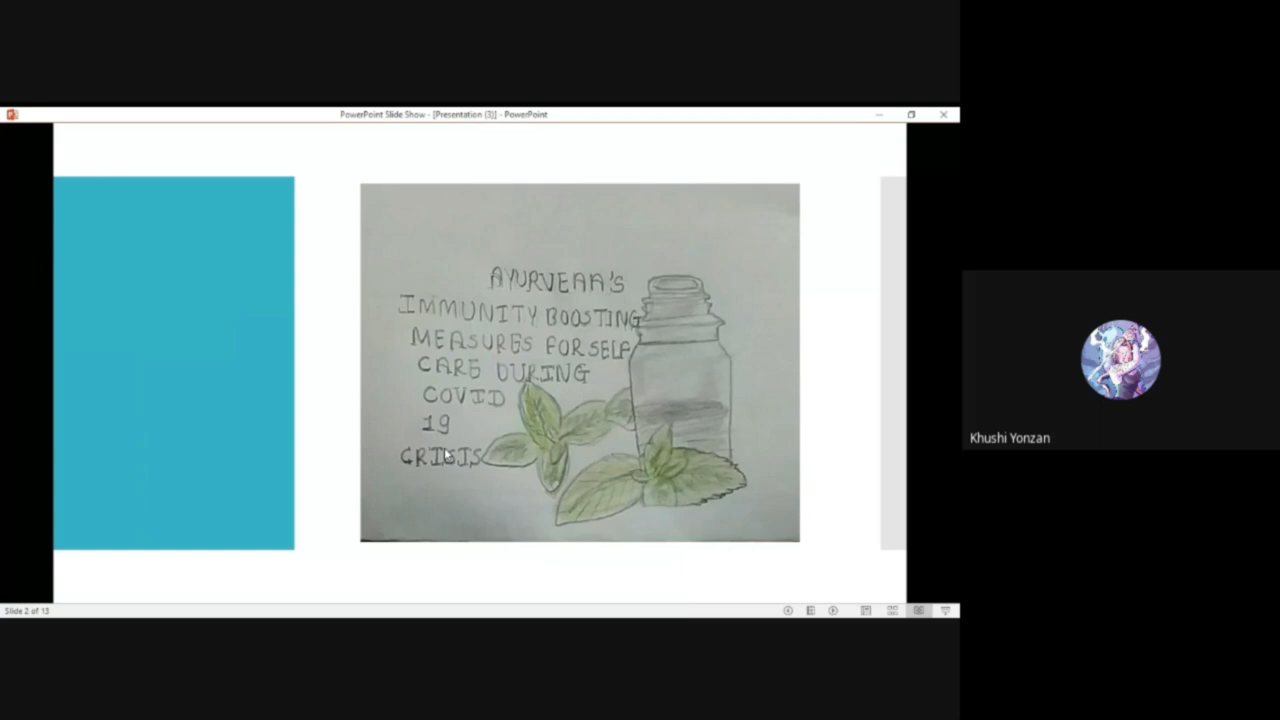 PowerPoint Slide Show - [Presentation (3)] - PowerPoint
AYURVEAA'S
IMMUNITY BOOSTING
MEASURES FOR SELF
CARE DURING
COVID
19
CRISIS
Khushi Yonzan
Slide 2 of 13